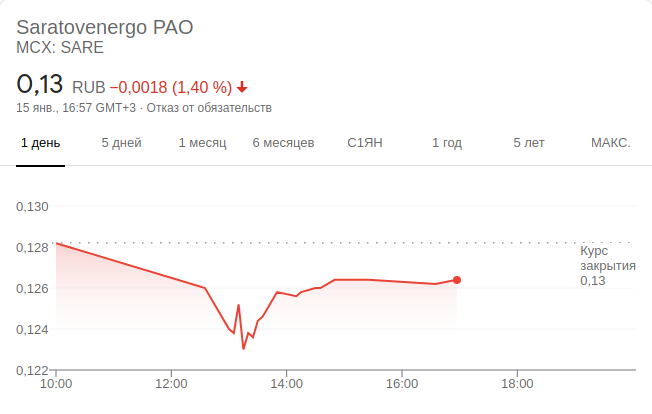 Saratovenergo PAO
MCX: SARE
0,13 RUB −0,0018 (1,40 %)
15 янв., 16:57 GMT+3 · Отказ от обязательств
1 день 5 дней 1 месяц 6 месяцев С1ЯН 1 год 5 лет МАКС.
0,130
0,128
Курс
закрытия
0,13
0,126
0,124
0,122
10:00 12:00 14:00 16:00 18:00